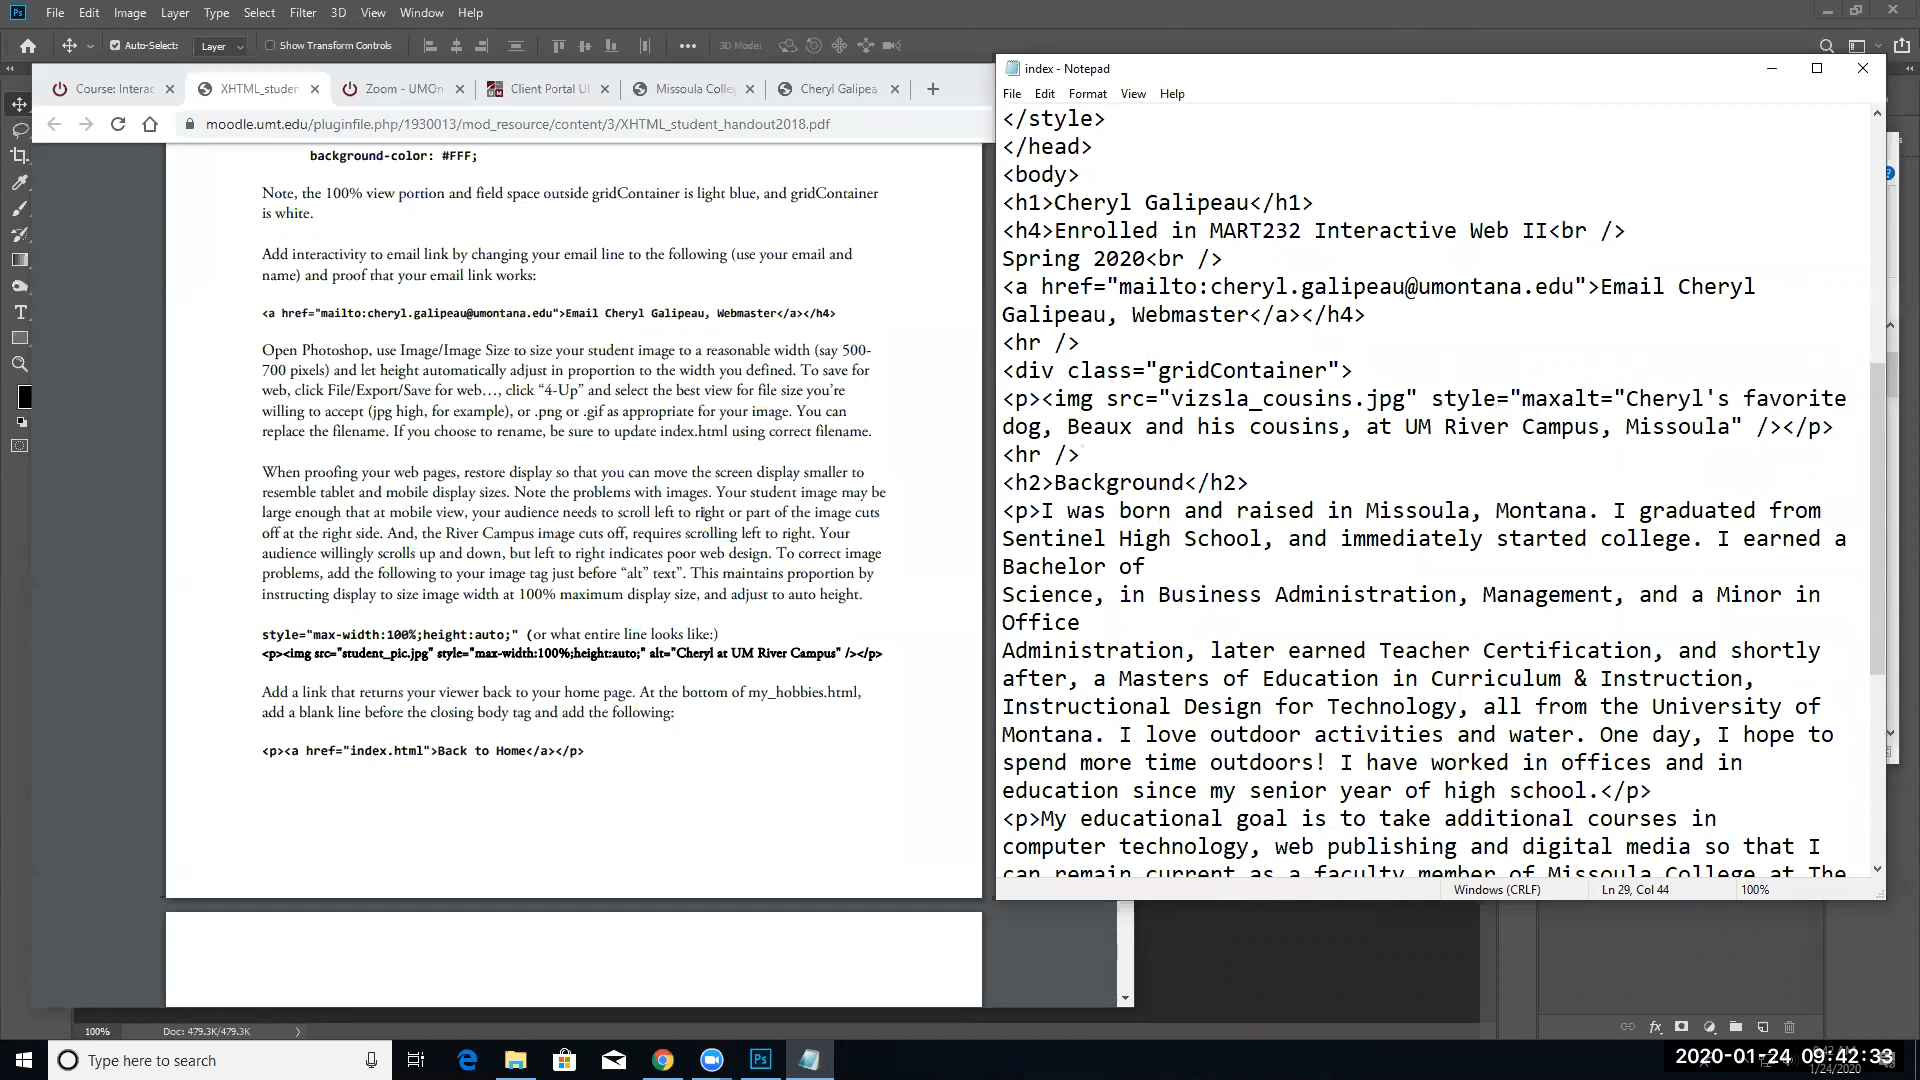 Ps File Edit Image Layer Type Select Filter 3D View Window Help
Auto-Select: Layer Show Transform Controls 3D Mode:
Course: Interac XHTML_studen Zoom - UMOn Client Portal UI Missoula Colleg Cheryl Galipea
moodle.umt.edu/pluginfile.php/1930013/mod_resource/content/3/XHTML_student_handout2018.pdf
background-color: #FFF;
Note, the 100% view portion and field space outside gridContainer is light blue, and gridContainer
is white.
Add interactivity to email link by changing your email line to the following (use your email and
name) and proof that your email link works:
<a href="mailto:cheryl.galipeau@umontana.edu">Email Cheryl Galipeau, Webmaster</a></h4>
Open Photoshop, use Image/Image Size to size your student image to a reasonable width (say 500-
700 pixels) and let height automatically adjust in proportion to the width you defined. To save for
web, click File/Export/Save for web…, click “4-Up” and select the best view for file size you’re
willing to accept (jpg high, for example), or .png or .gif as appropriate for your image. You can
replace the filename. If you choose to rename, be sure to update index.html using correct filename.
When proofing your web pages, restore display so that you can move the screen display smaller to
resemble tablet and mobile display sizes. Note the problems with images. Your student image may be
large enough that at mobile view, your audience needs to scroll left to right or part of the image cuts
off at the right side. And, the River Campus image cuts off, requires scrolling left to right. Your
audience willingly scrolls up and down, but left to right indicates poor web design. To correct image
problems, add the following to your image tag just before “alt” text”. This maintains proportion by
instructing display to size image width at 100% maximum display size, and adjust to auto height.
style="max-width:100%;height:auto;" (or what entire line looks like:)
<p><img src="student_pic.jpg" style="max-width:100%;height:auto;" alt="Cheryl at UM River Campus" /></p>
Add a link that returns your viewer back to your home page. At the bottom of my_hobbies.html,
add a blank line before the closing body tag and add the following:
<p><a href="index.html">Back to Home</a></p>
index - Notepad
File Edit Format View Help
</style>
</head>
<body>
<h1>Cheryl Galipeau</h1>
<h4>Enrolled in MART232 Interactive Web II<br />
Spring 2020<br />
<a href="mailto:cheryl.galipeau@umontana.edu">Email Cheryl
Galipeau, Webmaster</a></h4>
<hr />
<div class="gridContainer">
<p><img src="vizsla_cousins.jpg" style="maxalt="Cheryl's favorite
dog, Beaux and his cousins, at UM River Campus, Missoula" /></p>
<hr />
<h2>Background</h2>
<p>I was born and raised in Missoula, Montana. I graduated from
Sentinel High School, and immediately started college. I earned a
Bachelor of
Science, in Business Administration, Management, and a Minor in
Office
Administration, later earned Teacher Certification, and shortly
after, a Masters of Education in Curriculum & Instruction,
Instructional Design for Technology, all from the University of
Montana. I love outdoor activities and water. One day, I hope to
spend more time outdoors! I have worked in offices and in
education since my senior year of high school.</p>
<p>My educational goal is to take additional courses in
computer technology, web publishing and digital media so that I
can remain current as a faculty member of Missoula College at The
Windows (CRLF) Ln 29, Col 44 100%
100% Doc: 479.3K/479.3K
Type here to search
2020-01-24 09:42:33
1/24/2020